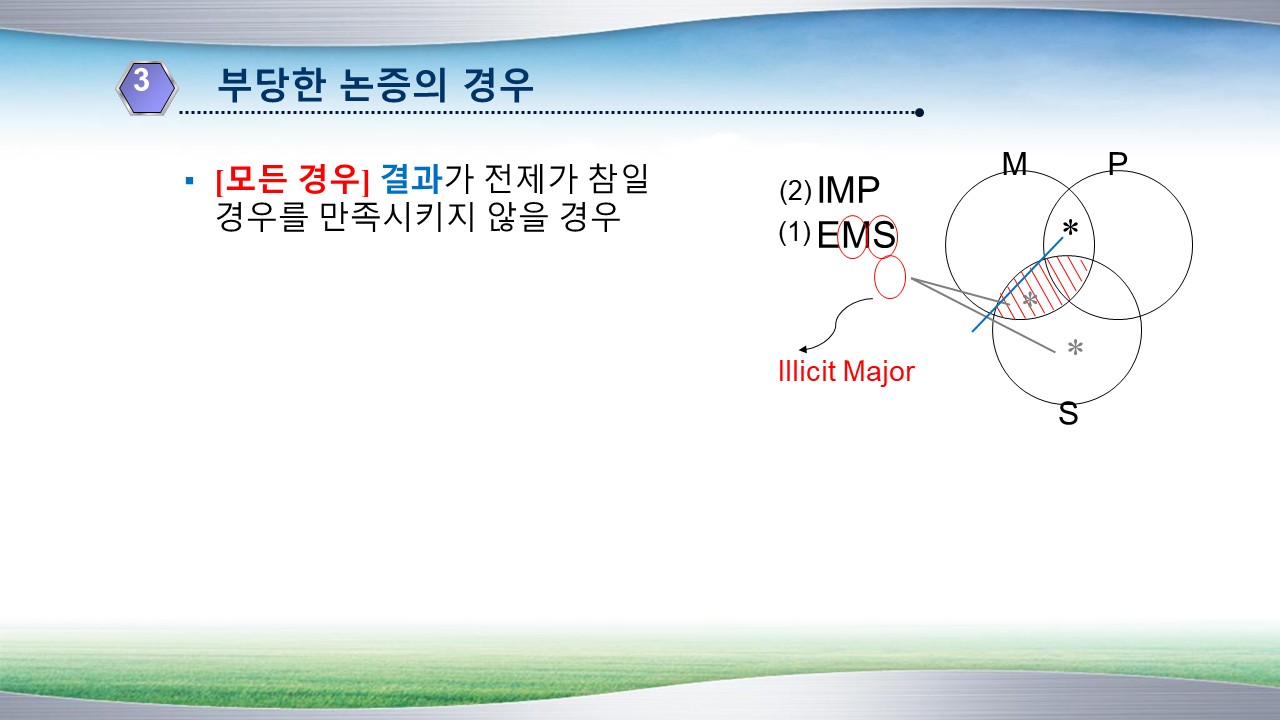 3
부당한 논증의 경우
▪ [모든 경우] 결과가 전제가 참일
경우를 만족시키지 않을 경우
(2) IMP
(1) EMS
Illicit Major
M
P
*
*
*
S